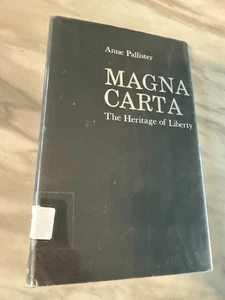 Anne Pallister
MAGNA
CARTA
The Heritage of Liberty